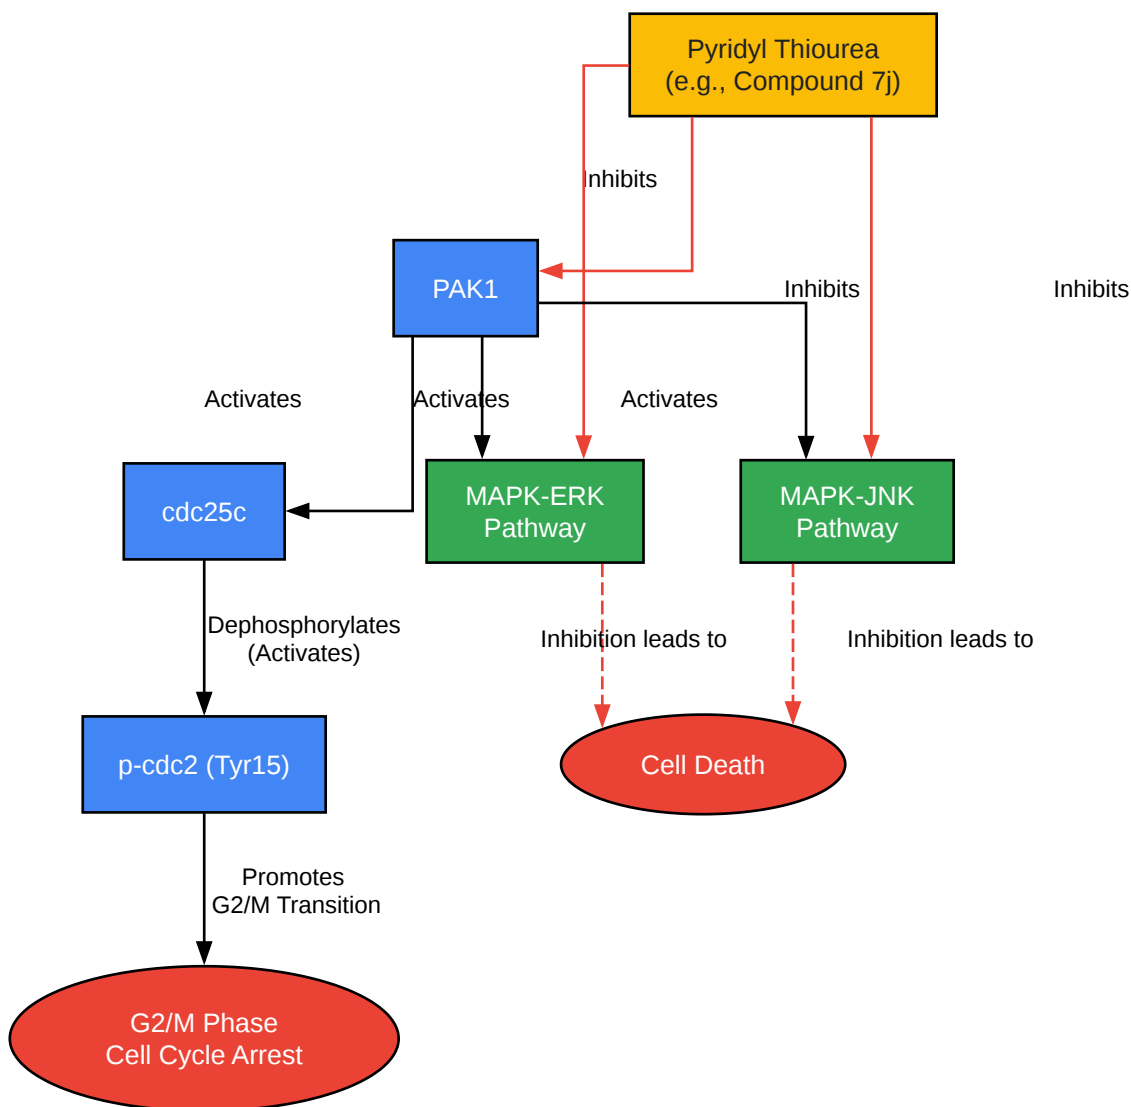 Pyridyl Thiourea
(e.g., Compound 7j)
Inhibits
PAK1
Inhibits
Inhibits
Activates
Activates
Activates
cdc25c
MAPK-ERK
Pathway
MAPK-JNK
Pathway
Dephosphorylates
(Activates)
Inhibition leads to
Inhibition leads to
p-cdc2 (Tyr15)
Cell Death
Promotes
G2/M Transition
G2/M Phase
Cell Cycle Arrest